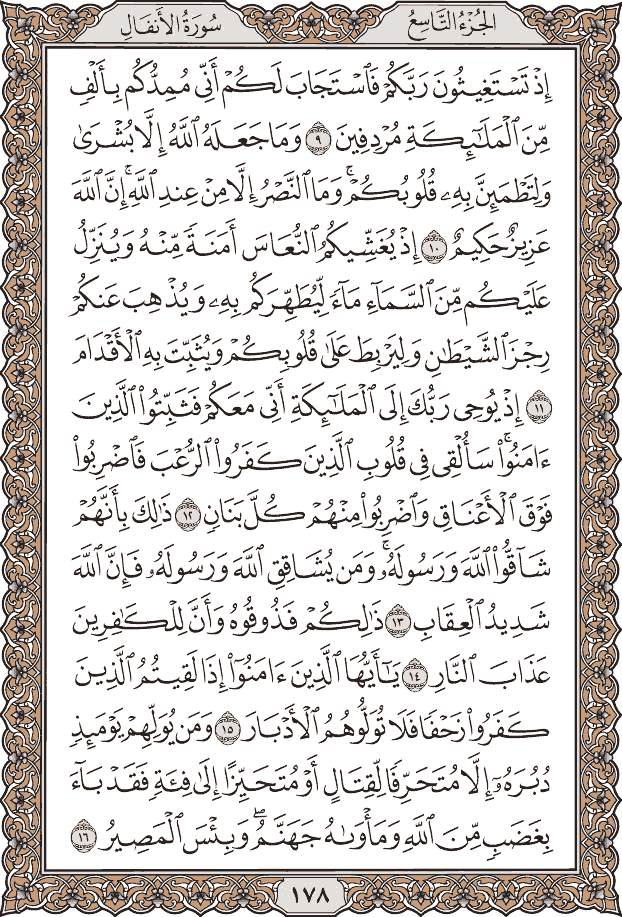 الجُزْءُ التَّاسِعُ
سُورَةُ الأَنفَالِ
إِذْ تَسْتَغِيثُونَ رَبَّكُمْ فَٱسْتَجَابَ لَكُمْ أَنِّى مُمِدُّكُم بِأَلْفٍ
مِّنَ ٱلْمَلَٰٓئِكَةِ مُرْدِفِينَ ٩ وَمَا جَعَلَهُ ٱللَّهُ إِلَّا بُشْرَىٰ
وَلِتَطْمَئِنَّ بِهِۦ قُلُوبُكُمْۚ وَمَا ٱلنَّصْرُ إِلَّا مِنْ عِندِ ٱللَّهِۚ إِنَّ ٱللَّهَ
عَزِيزٌ حَكِيمٌ ١٠ إِذْ يُغَشِّيكُمُ ٱلنُّعَاسَ أَمَنَةً مِّنْهُ وَيُنَزِّلُ
عَلَيْكُم مِّنَ ٱلسَّمَآءِ مَآءً لِّيُطَهِّرَكُم بِهِۦ وَيُذْهِبَ عَنكُمْ
رِجْزَ ٱلشَّيْطَٰنِ وَلِيَرْبِطَ عَلَىٰ قُلُوبِكُمْ وَيُثَبِّتَ بِهِ ٱلْأَقْدَامَ
١١ إِذْ يُوحِى رَبُّكَ إِلَى ٱلْمَلَٰٓئِكَةِ أَنِّى مَعَكُمْ فَثَبِّتُوا۟ ٱلَّذِينَ
ءَامَنُوا۟ۚ سَأُلْقِى فِى قُلُوبِ ٱلَّذِينَ كَفَرُوا۟ ٱلرُّعْبَ فَٱضْرِبُوا۟
فَوْقَ ٱلْأَعْنَاقِ وَٱضْرِبُوا۟ مِنْهُمْ كُلَّ بَنَانٍ ١٢ ذَٰلِكَ بِأَنَّهُمْ
شَآقُّوا۟ ٱللَّهَ وَرَسُولَهُۥۚ وَمَن يُشَاقِقِ ٱللَّهَ وَرَسُولَهُۥ فَإِنَّ ٱللَّهَ
شَدِيدُ ٱلْعِقَابِ ١٣ ذَٰلِكُمْ فَذُوقُوهُ وَأَنَّ لِلْكَٰفِرِينَ
عَذَابَ ٱلنَّارِ ١٤ يَٰٓأَيُّهَا ٱلَّذِينَ ءَامَنُوٓا۟ إِذَا لَقِيتُمُ ٱلَّذِينَ
كَفَرُوا۟ زَحْفًا فَلَا تُوَلُّوهُمُ ٱلْأَدْبَارَ ١٥ وَمَن يُوَلِّهِمْ يَوْمَئِذٍ
دُبُرَهُۥٓ إِلَّا مُتَحَرِّفًا لِّقِتَالٍ أَوْ مُتَحَيِّزًا إِلَىٰ فِئَةٍ فَقَدْ بَآءَ
بِغَضَبٍ مِّنَ ٱللَّهِ وَمَأْوَىٰهُ جَهَنَّمُۖ وَبِئْسَ ٱلْمَصِيرُ ١٦
١٧٨